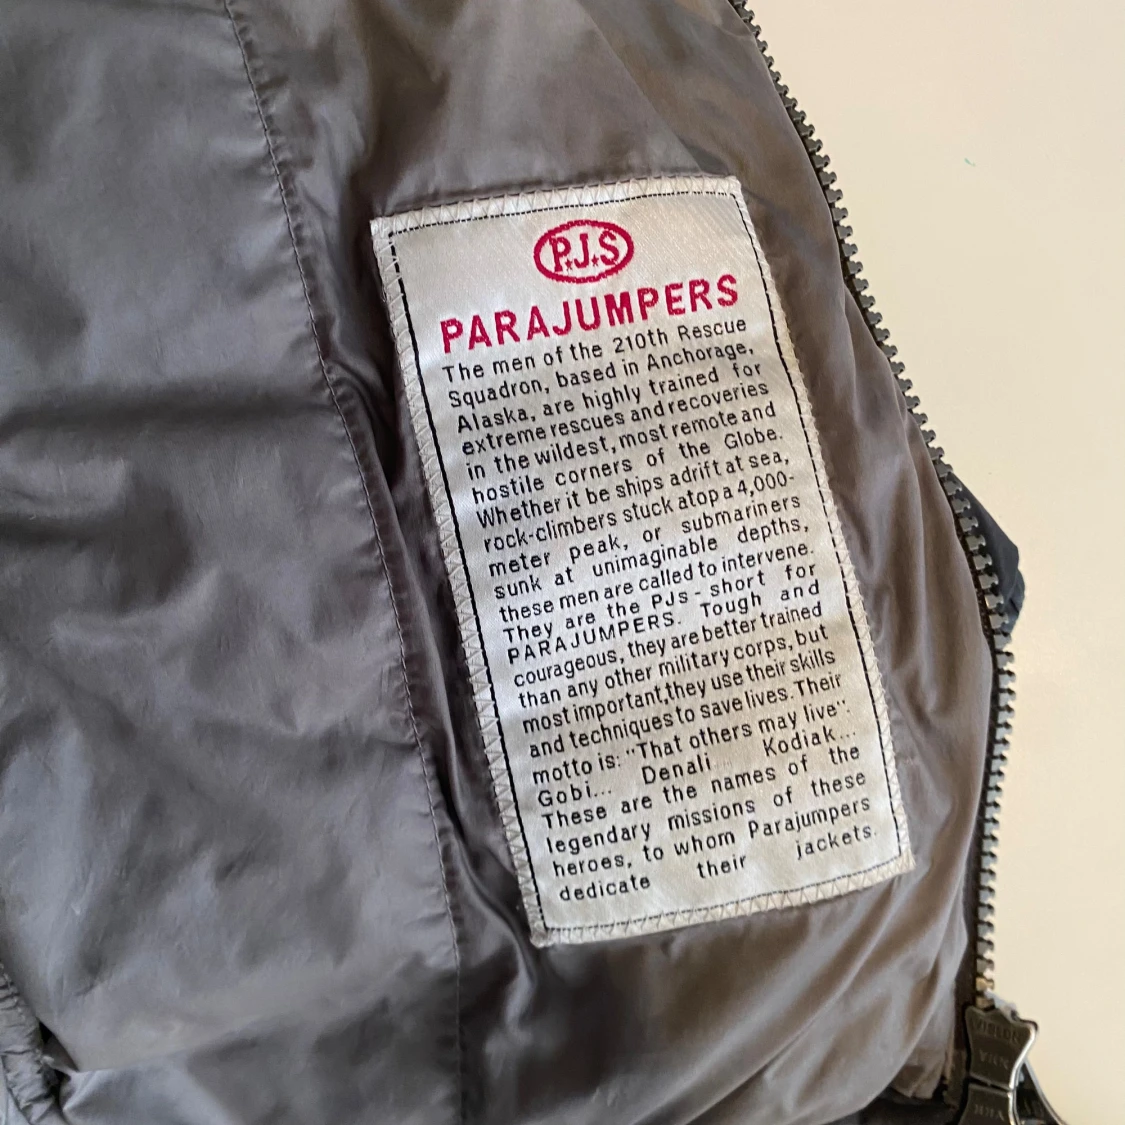 P.J.S
PARAJUMPERS
The men of the 210th Rescue
Squadron, based in Anchorage,
Alaska, are highly trained for
extreme rescues and recoveries
in the wildest, most remote and
hostile corners of the Globe.
Whether it be ships adrift at sea,
rock-climbers stuck atop a 4,000-
meter peak, or submariners
sunk at unimaginable depths,
these men are called to intervene.
They are the PJs - short for
PARAJUMPERS. Tough and
courageous, they are better trained
than any other military corps, but
most important,they use their skills
and techniques to save lives.Their
motto is: "That others may live".
Gobi... Denali... Kodiak...
These are the names of the
legendary missions of these
heroes, to whom Parajumpers
dedicate their jackets.